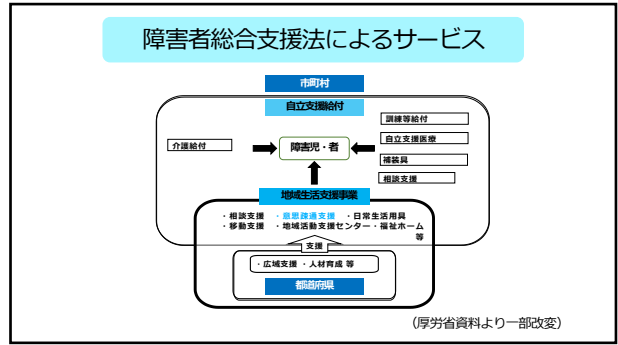 障害者総合支援法によるサービス
市町村
自立支援給付
訓練等給付
介護給付
障害児・者
自立支援医療
補装具
相談支援
地域生活支援事業
・相談支援 ・意思疎通支援 ・日常生活用具
・移動支援 ・地域活動支援センター・福祉ホーム
等
支援
・広域支援 ・人材育成 等
都道府県
（厚労省資料より一部改変）